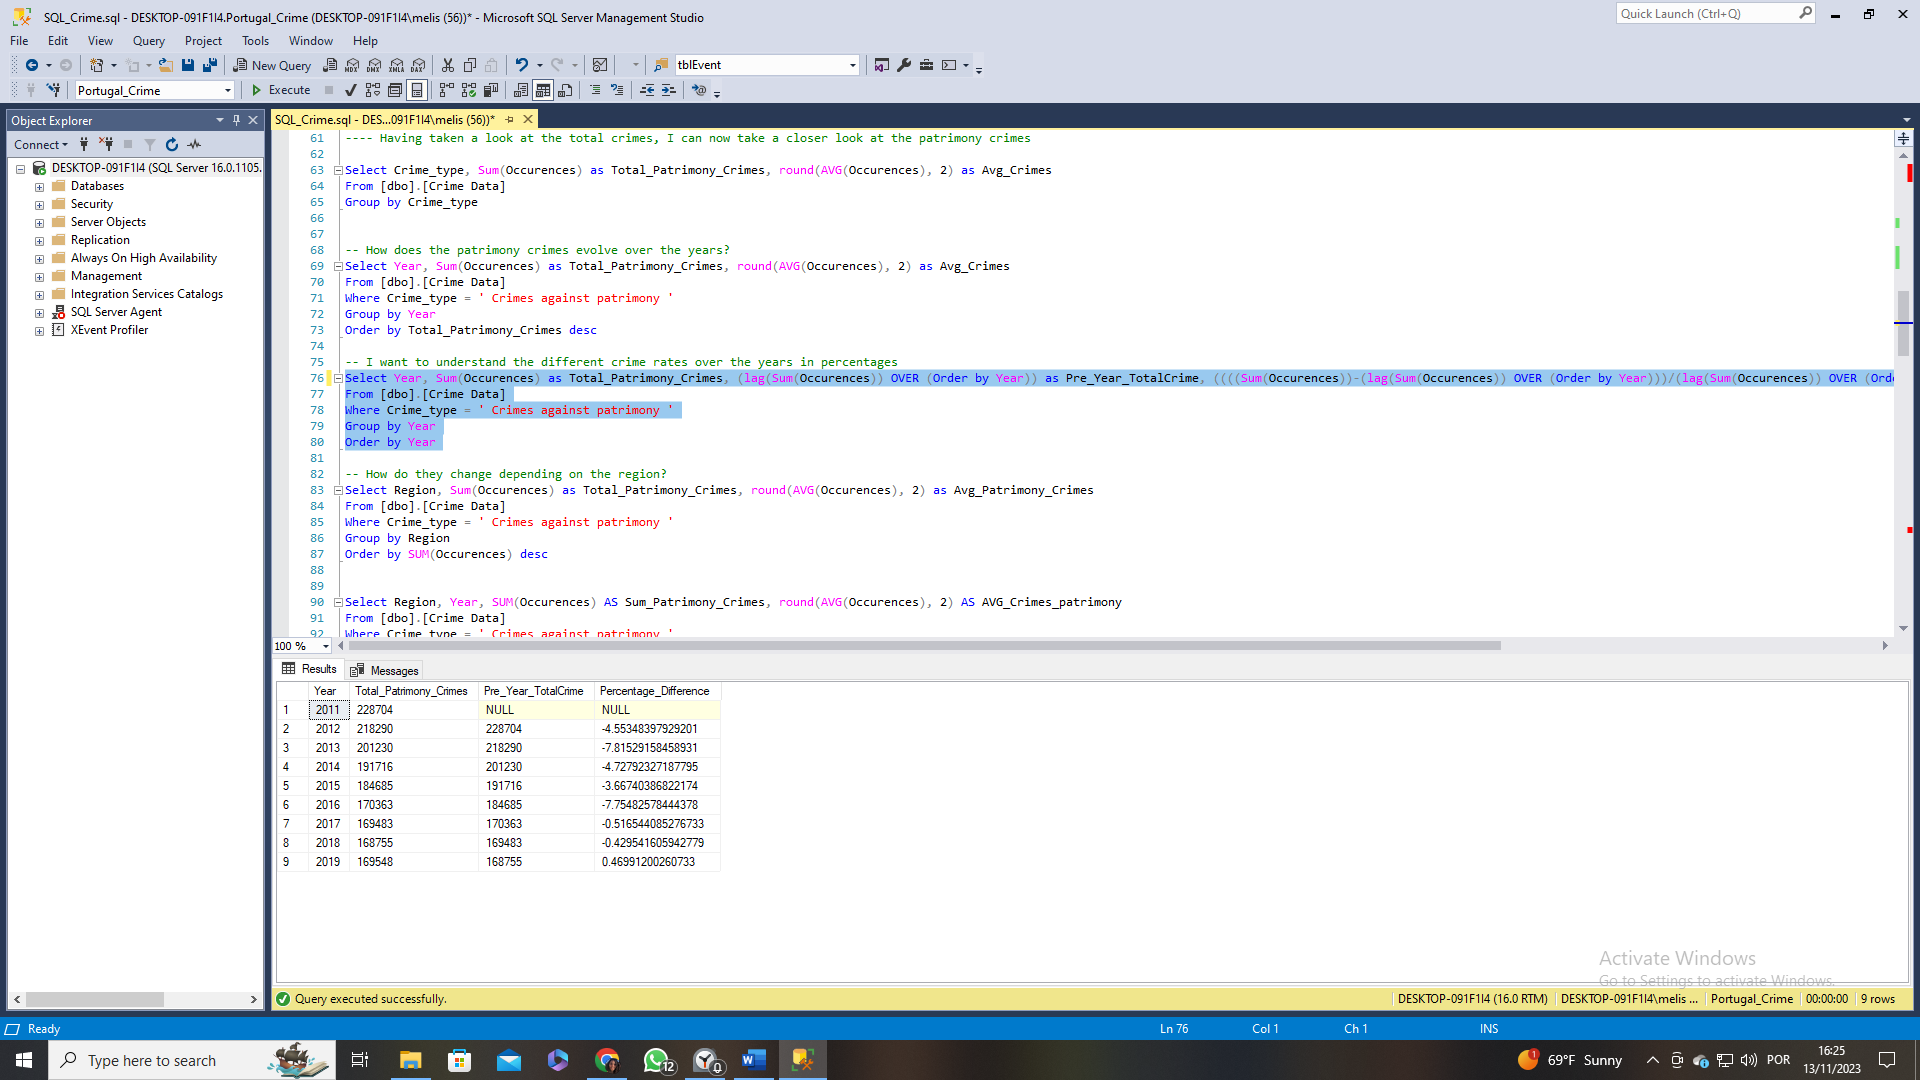 SQL_Crime.sql - DESKTOP-091F1I4.Portugal_Crime (DESKTOP-091F1I4\melis (56))* - Microsoft SQL Server Management Studio
Quick Launch (Ctrl+Q)
File Edit View Query Project Tools Window Help
New Query
MDX DMX XMLA DAX
tblEvent
Portugal_Crime
Execute
Object Explorer
SQL_Crime.sql - DES...091F1I4\melis (56))*
Connect
DESKTOP-091F1I4 (SQL Server 16.0.1105.
Databases
Security
Server Objects
Replication
Always On High Availability
Management
Integration Services Catalogs
SQL Server Agent
XEvent Profiler
61 ---- Having taken a look at the total crimes, I can now take a closer look at the patrimony crimes
62
63 Select Crime_type, Sum(Occurences) as Total_Patrimony_Crimes, round(AVG(Occurences), 2) as Avg_Crimes
64 From [dbo].[Crime Data]
65 Group by Crime_type
66
67
68 -- How does the patrimony crimes evolve over the years?
69 Select Year, Sum(Occurences) as Total_Patrimony_Crimes, round(AVG(Occurences), 2) as Avg_Crimes
70 From [dbo].[Crime Data]
71 Where Crime_type = ' Crimes against patrimony '
72 Group by Year
73 Order by Total_Patrimony_Crimes desc
74
75 -- I want to understand the different crime rates over the years in percentages
76 Select Year, Sum(Occurences) as Total_Patrimony_Crimes, (lag(Sum(Occurences)) OVER (Order by Year)) as Pre_Year_TotalCrime, ((((Sum(Occurences))-(lag(Sum(Occurences)) OVER (Order by Year)))/(lag(Sum(Occurences)) OVER (Orde
77 From [dbo].[Crime Data]
78 Where Crime_type = ' Crimes against patrimony '
79 Group by Year
80 Order by Year
81
82 -- How do they change depending on the region?
83 Select Region, Sum(Occurences) as Total_Patrimony_Crimes, round(AVG(Occurences), 2) as Avg_Patrimony_Crimes
84 From [dbo].[Crime Data]
85 Where Crime_type = ' Crimes against patrimony '
86 Group by Region
87 Order by SUM(Occurences) desc
88
89
90 Select Region, Year, SUM(Occurences) AS Sum_Patrimony_Crimes, round(AVG(Occurences), 2) AS AVG_Crimes_patrimony
91 From [dbo].[Crime Data]
92 Where Crime_type = ' Crimes against patrimony '
100 %
Results Messages
Year Total_Patrimony_Crimes Pre_Year_TotalCrime Percentage_Difference
1 2011 228704 NULL NULL
2 2012 218290 228704 -4.55348397929201
3 2013 201230 218290 -7.81529158458931
4 2014 191716 201230 -4.72792327187795
5 2015 184685 191716 -3.66740386822174
6 2016 170363 184685 -7.75482578444378
7 2017 169483 170363 -0.516544085276733
8 2018 168755 169483 -0.429541605942779
9 2019 169548 168755 0.46991200260733
Activate Windows
Go to Settings to activate Windows.
Query executed successfully.
DESKTOP-091F1I4 (16.0 RTM) DESKTOP-091F1I4\melis ... Portugal_Crime 00:00:00 9 rows
Ready
Ln 76 Col 1 Ch 1 INS
Type here to search
12
0
1
69°F Sunny
POR
16:25
13/11/2023